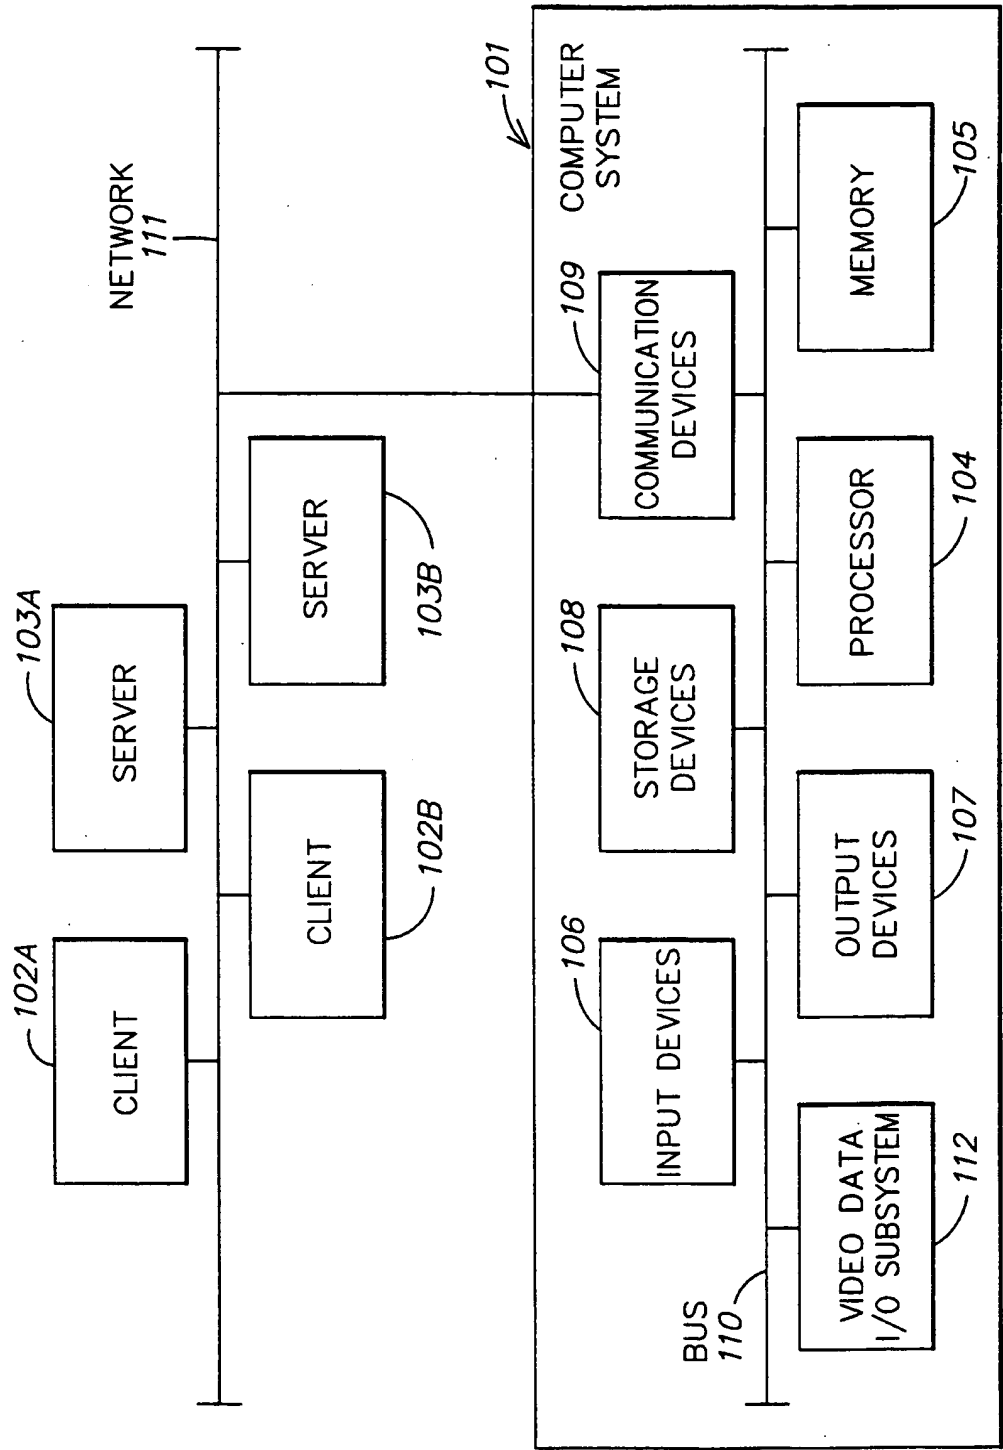 102A
CLIENT
103A
SERVER
NETWORK
111
CLIENT
102B
SERVER
103B
101
COMPUTER
SYSTEM
106
INPUT DEVICES
108
STORAGE
DEVICES
109
COMMUNICATION
DEVICES
BUS
110
VIDEO DATA
I/O SUBSYSTEM
112
OUTPUT
DEVICES
107
PROCESSOR
104
MEMORY
105